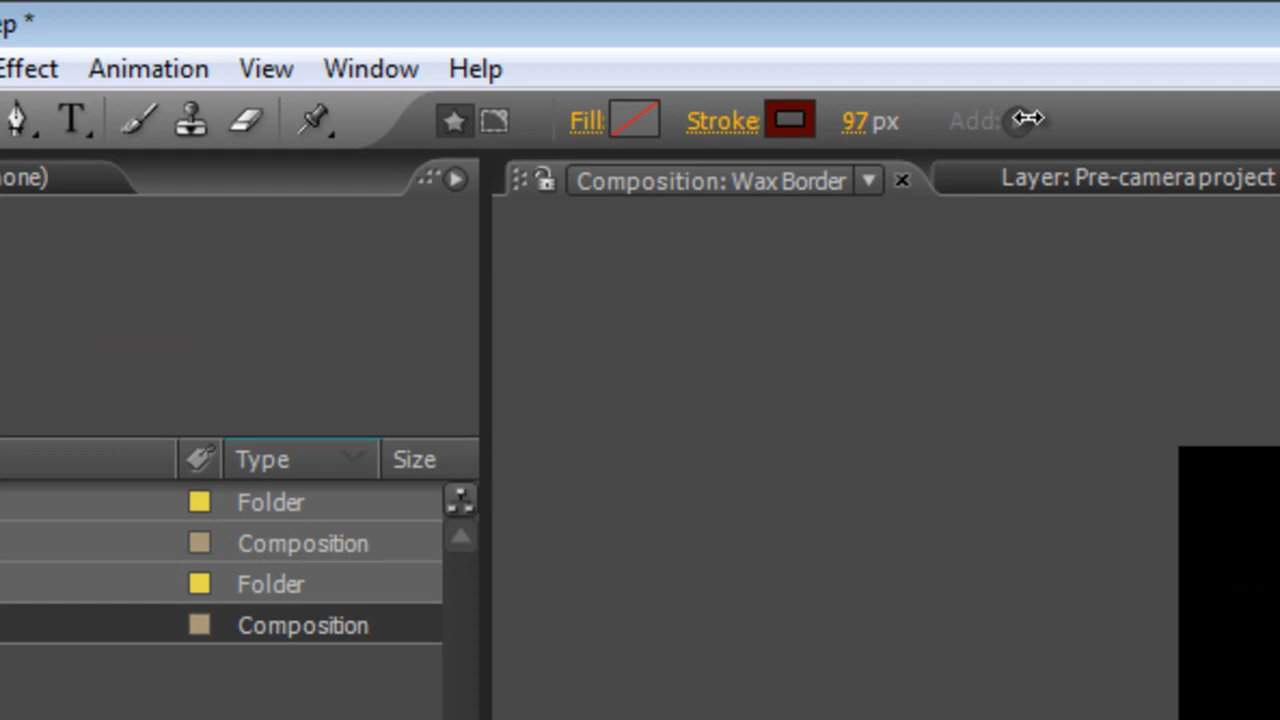 ep *
Effect Animation View Window Help
T Fill: Stroke: 97 px Add:
one) Composition: Wax Border Layer: Pre-camera project
Type Size
Folder
Composition
Folder
Composition